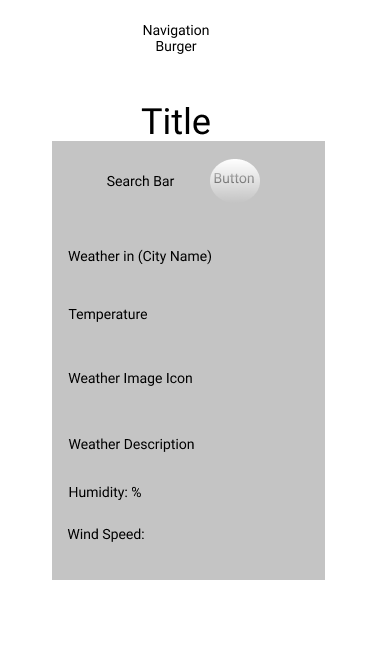 Navigation
Burger
Title
Search Bar
Button
Weather in (City Name)
Temperature
Weather Image Icon
Weather Description
Humidity: %
Wind Speed: